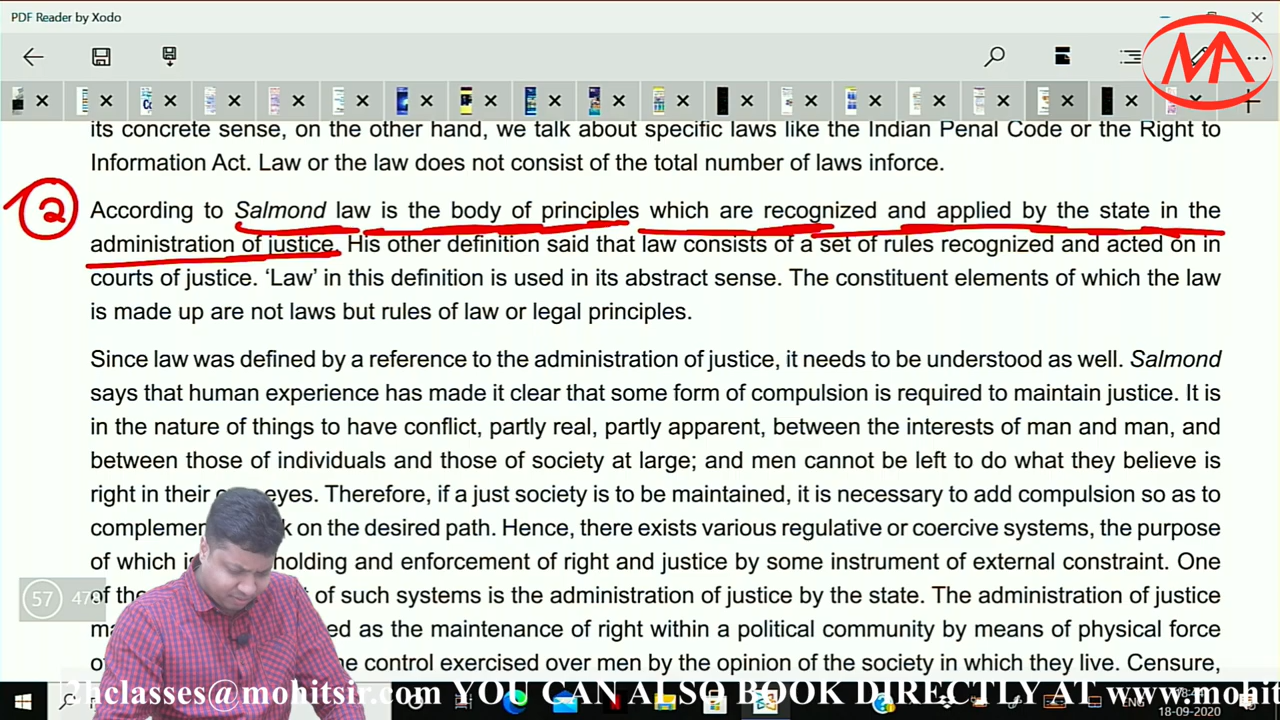 PDF Reader by Xodo
MA
its concrete sense, on the other hand, we talk about specific laws like the Indian Penal Code or the Right to
Information Act. Law or the law does not consist of the total number of laws inforce.
2
According to Salmond law is the body of principles which are recognized and applied by the state in the
administration of justice. His other definition said that law consists of a set of rules recognized and acted on in
courts of justice. ‘Law’ in this definition is used in its abstract sense. The constituent elements of which the law
is made up are not laws but rules of law or legal principles.
Since law was defined by a reference to the administration of justice, it needs to be understood as well. Salmond
says that human experience has made it clear that some form of compulsion is required to maintain justice. It is
in the nature of things to have conflict, partly real, partly apparent, between the interests of man and man, and
between those of individuals and those of society at large; and men cannot be left to do what they believe is
right in their eyes. Therefore, if a just society is to be maintained, it is necessary to add compulsion so as to
on the desired path. Hence, there exists various regulative or coercive systems, the purpose
of which and enforcement of right and justice by some instrument of external constraint. One
57
of such systems is the administration of justice by the state. The administration of justice
as the maintenance of right within a political community by means of physical force
control exercised over men by the opinion of the society in which they live. Censure,
2hclasses@mohitsir.com YOU CAN ALSO BOOK DIRECTLY AT www.mohit
ENG
18-09-2020